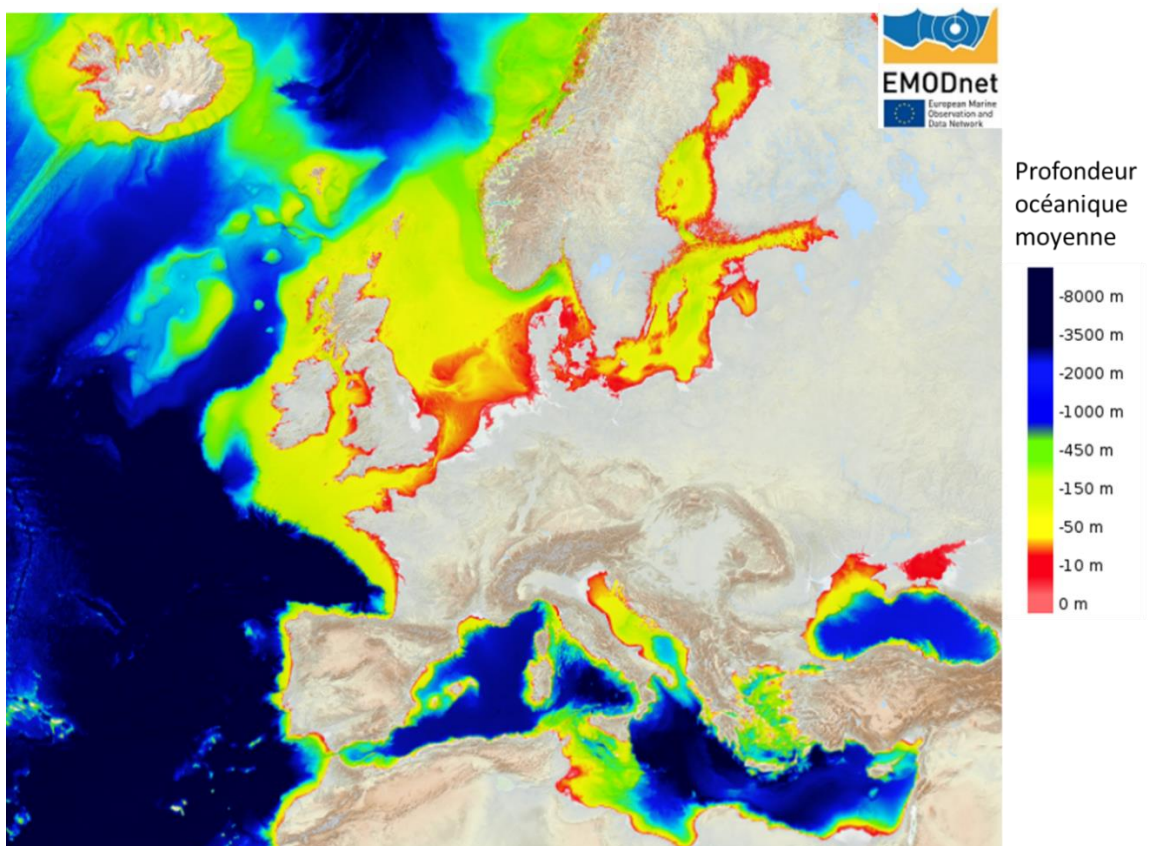 EMODnet
European Marine
Observation and
Data Network
Profondeur
océanique
moyenne
-8000 m
-3500 m
-2000 m
-1000 m
-450 m
-150 m
-50 m
-10 m
0 m